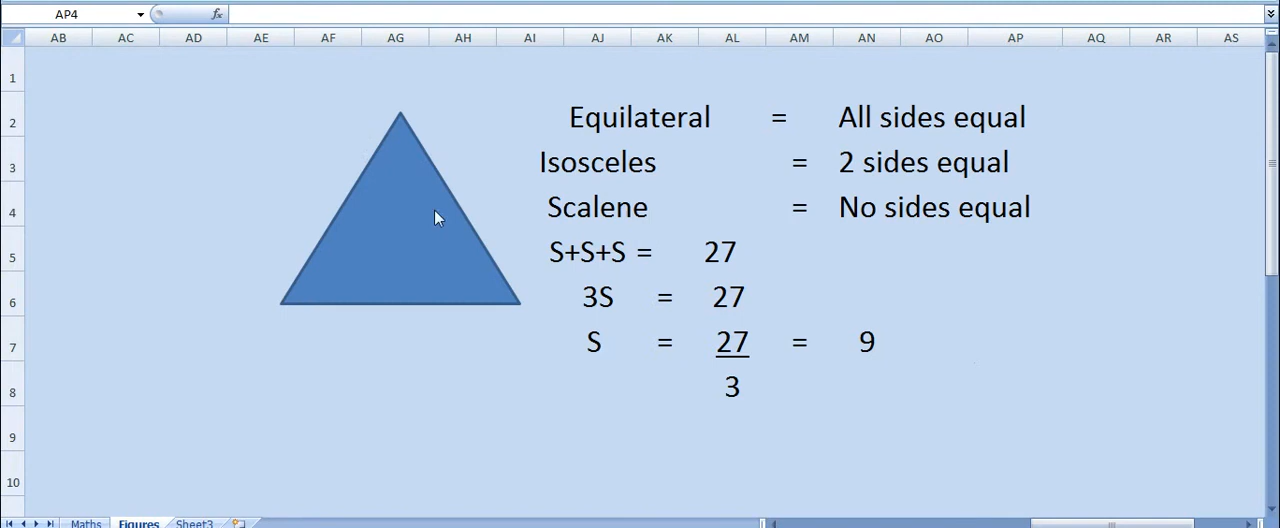 AP4
fx
AB AC AD AE AF AG AH AI AJ AK AL AM AN AO AP AQ AR AS
1
2 Equilateral = All sides equal
3 Isosceles = 2 sides equal
4 Scalene = No sides equal
5 S+S+S = 27
6 3S = 27
7 S = 27 = 9
8 3
9
10
Maths Figures Sheet3